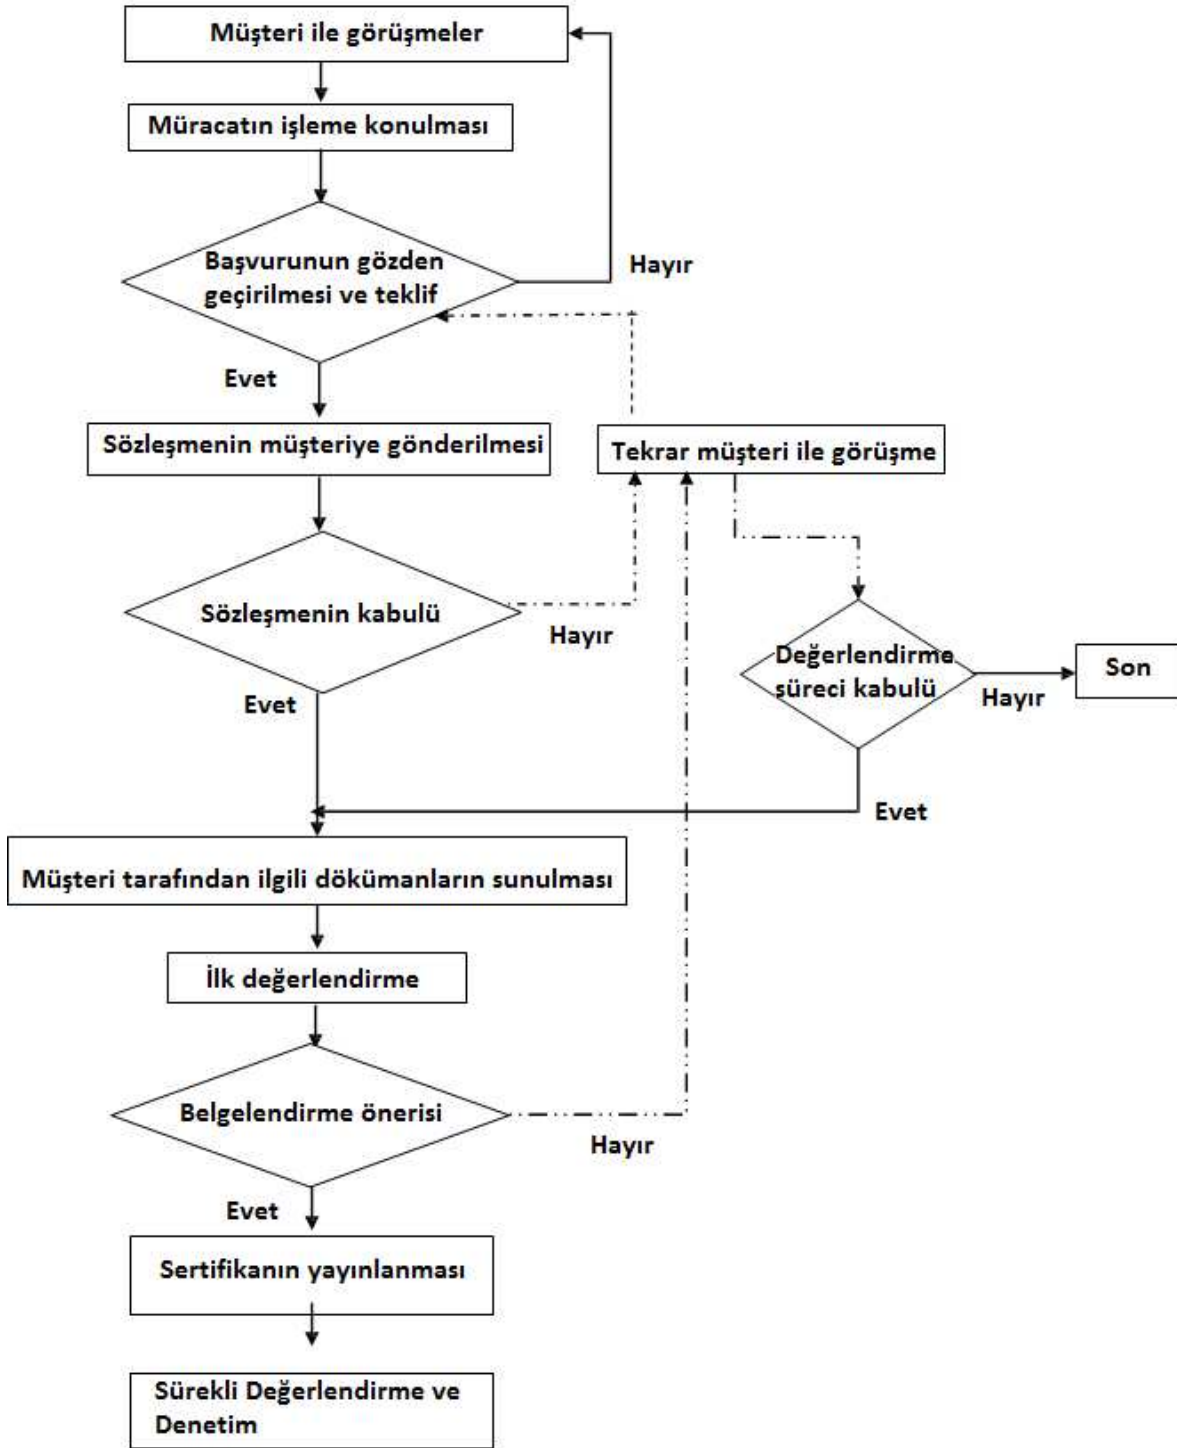 Müşteri ile görüşmeler
Müracatın işleme konulması
Başvurunun gözden
geçirilmesi ve teklif
Hayır
Evet
Sözleşmenin müşteriye gönderilmesi
Tekrar müşteri ile görüşme
Sözleşmenin kabulü
Hayır
Evet
Değerlendirme
süreci kabulü
Hayır
Son
Evet
Müşteri tarafından ilgili dökümanların sunulması
İlk değerlendirme
Belgelendirme önerisi
Hayır
Evet
Sertifikanın yayınlanması
Sürekli Değerlendirme ve
Denetim